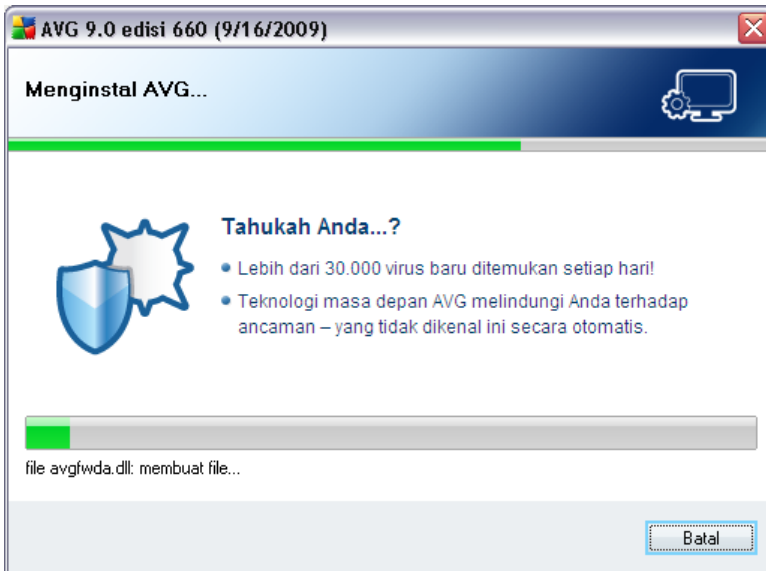 AVG 9.0 edisi 660 (9/16/2009)
Menginstal AVG...
Tahukah Anda...?
Lebih dari 30.000 virus baru ditemukan setiap hari!
Teknologi masa depan AVG melindungi Anda terhadap
ancaman – yang tidak dikenal ini secara otomatis.
file avgfwda.dll: membuat file...
Batal